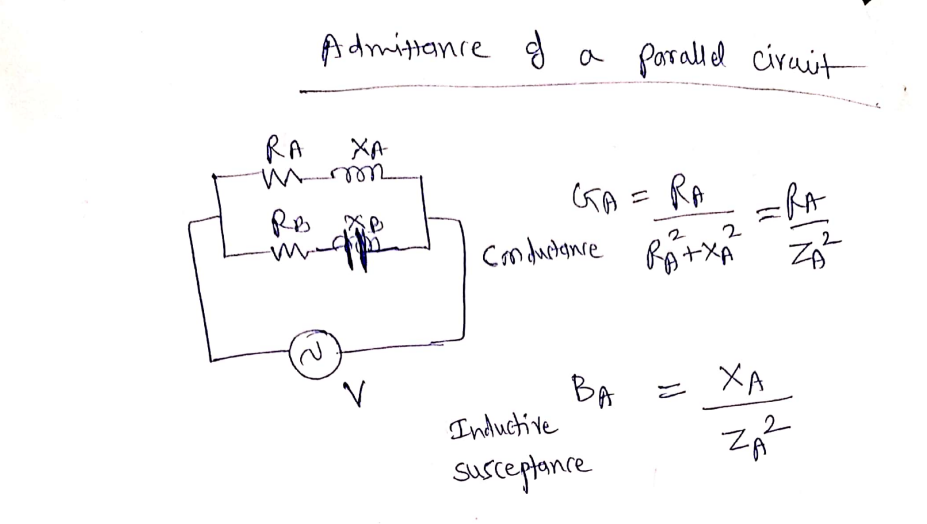 Admittance of a parallel circuit
RA XA
RB XB
V
GA = RA / RA² + XA² = RA / ZA²
Conductance
BA = XA / ZA²
Inductive
susceptance